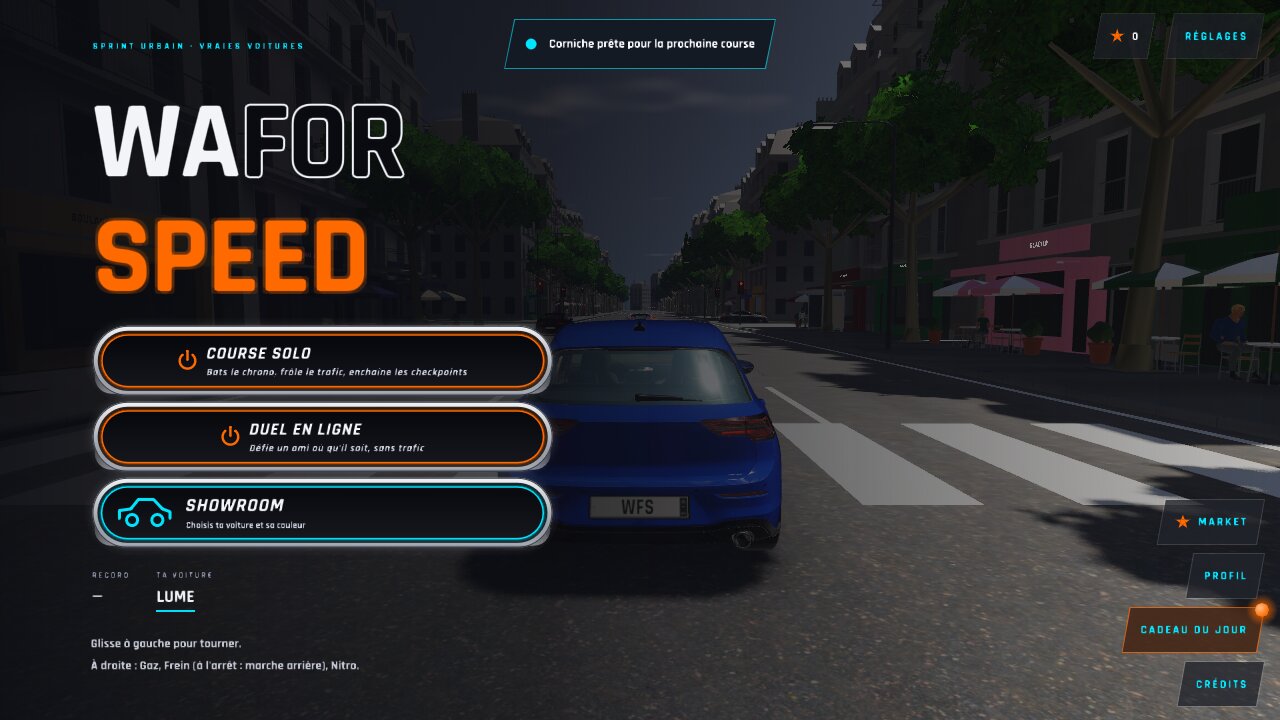 SPRINT URBAIN · VRAIES VOITURES
Corniche prête pour la prochaine course
0
RÉGLAGES
WAFOR
SPEED
GLACIER
COURSE SOLO
Bats le chrono, frôle le trafic, enchaîne les checkpoints
DUEL EN LIGNE
Défie un ami où qu'il soit, sans trafic
SHOWROOM
Choisis ta voiture et sa couleur
WFS
MARKET
RECORD
TA VOITURE
—
LUME
PROFIL
CADEAU DU JOUR
Glisse à gauche pour tourner.
À droite : Gaz, Frein (à l'arrêt : marche arrière), Nitro.
CRÉDITS